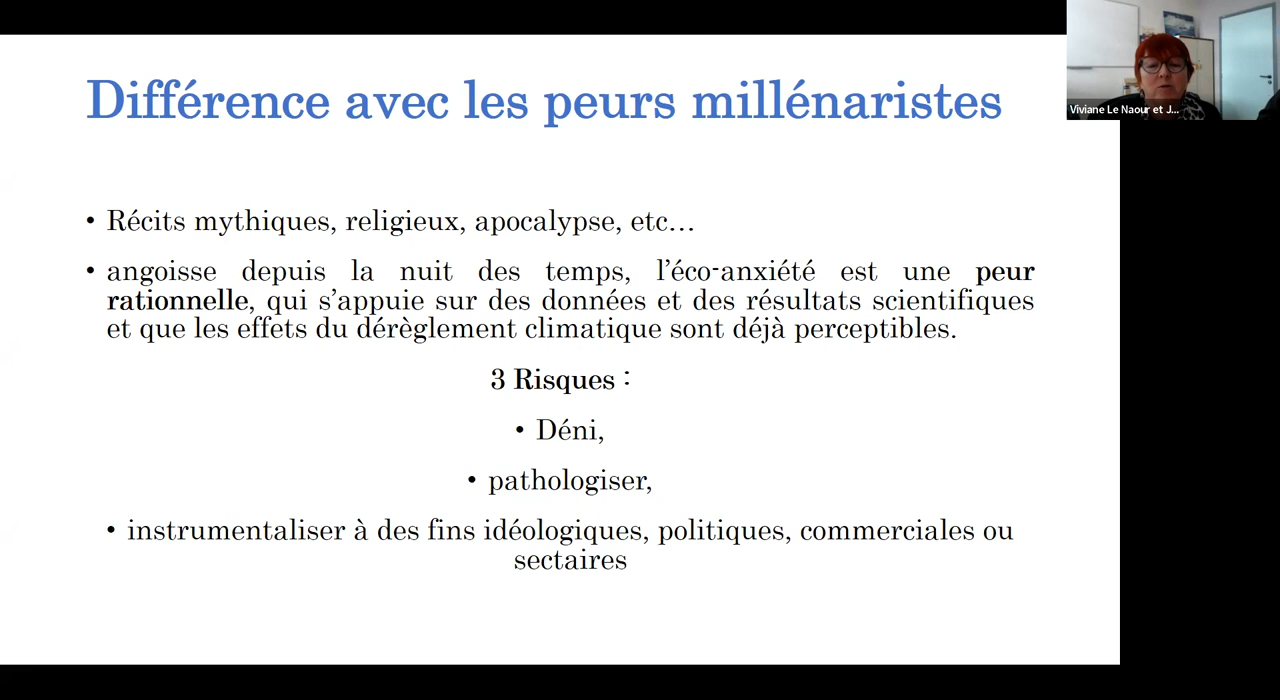 Différence avec les peurs millénaristes
Viviane Le Naour et J...
• Récits mythiques, religieux, apocalypse, etc…
• angoisse depuis la nuit des temps, l’éco-anxiété est une peur
rationnelle, qui s’appuie sur des données et des résultats scientifiques
et que les effets du dérèglement climatique sont déjà perceptibles.
3 Risques :
• Déni,
• pathologiser,
• instrumentaliser à des fins idéologiques, politiques, commerciales ou
sectaires